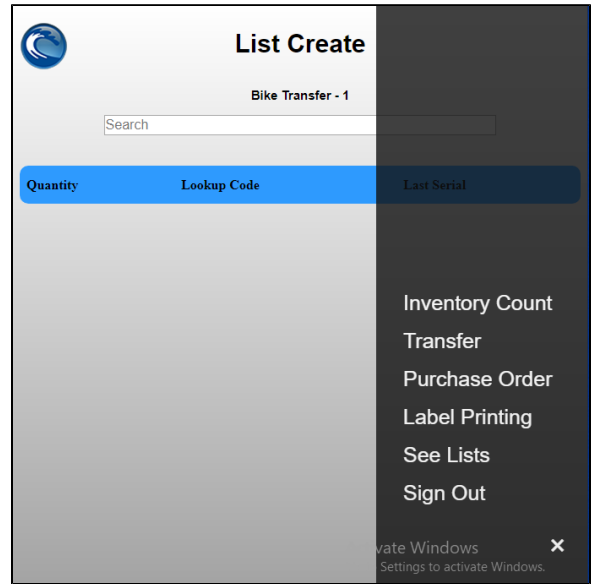 List Create
Bike Transfer - 1
Search
Quantity Lookup Code Last Serial
Inventory Count
Transfer
Purchase Order
Label Printing
See Lists
Sign Out
vate Windows ×
Settings to activate Windows.